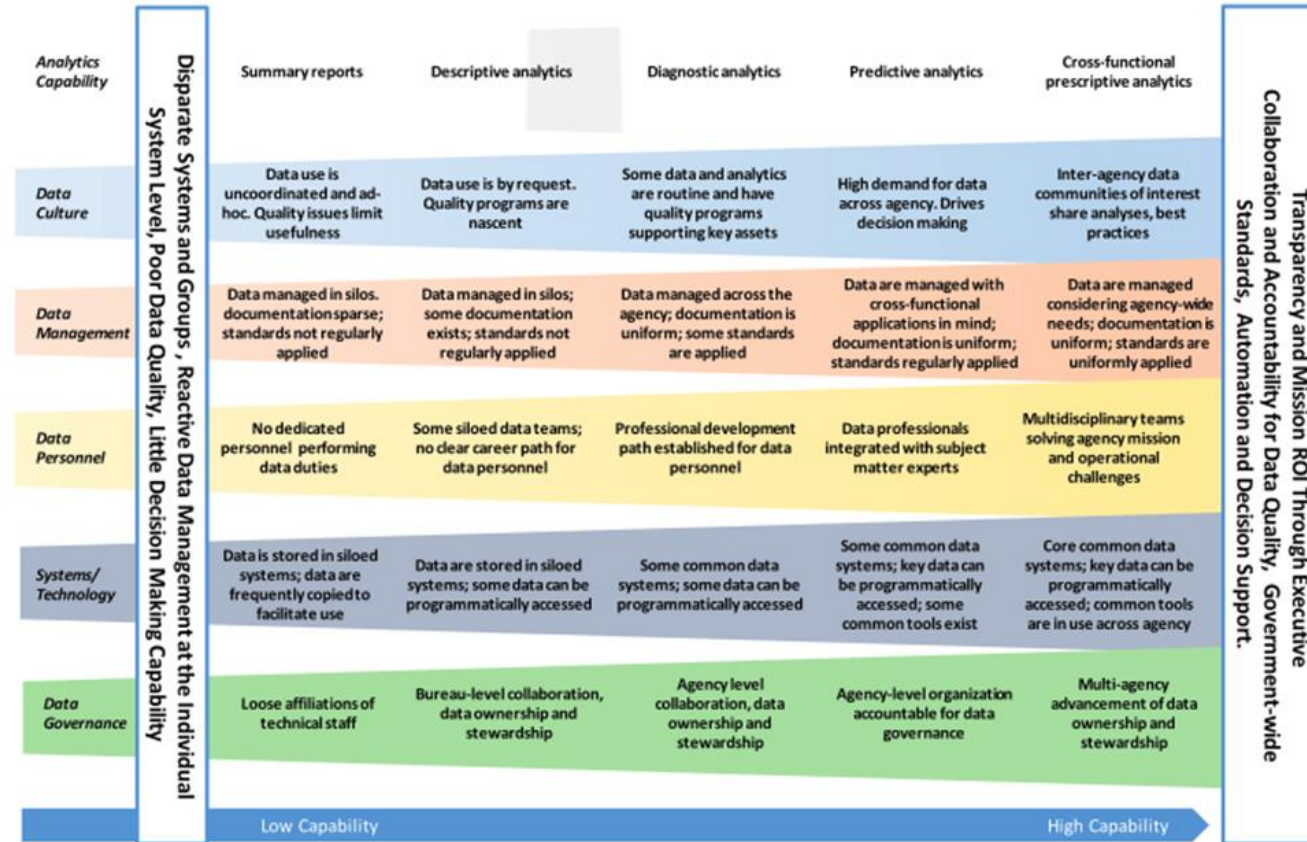 Analytics
Capability
Disparate Systems and Groups , Reactive Data Management at the Individual
System Level, Poor Data Quality, Little Decision Making Capability
Summary reports
Descriptive analytics
Diagnostic analytics
Predictive analytics
Cross-functional
prescriptive analytics
Transparency and Mission ROI Through Executive
Collaboration and Accountability for Data Quality, Government-wide
Standards, Automation and Decision Support.
Data
Culture
Data use is
uncoordinated and ad-
hoc. Quality issues limit
usefulness
Data use is by request.
Quality programs are
nascent
Some data and analytics
are routine and have
quality programs
supporting key assets
High demand for data
across agency. Drives
decision making
Inter-agency data
communities of interest
share analyses, best
practices
Data
Management
Data managed in silos.
documentation sparse;
standards not regularly
applied
Data managed in silos;
some documentation
exists; standards not
regularly applied
Data managed across the
agency; documentation is
uniform; some standards
are applied
Data are managed with
cross-functional
applications in mind;
documentation is uniform;
standards regularly applied
Data are managed
considering agency-wide
needs; documentation is
uniform; standards are
uniformly applied
Data
Personnel
No dedicated
personnel performing
data duties
Some siloed data teams;
no clear career path for
data personnel
Professional development
path established for data
personnel
Data professionals
integrated with subject
matter experts
Multidisciplinary teams
solving agency mission
and operational
challenges
Systems/
Technology
Data is stored in siloed
systems; data are
frequently copied to
facilitate use
Data are stored in siloed
systems; some data can be
programmatically accessed
Some common data
systems; some data can be
programmatically accessed
Some common data
systems; key data can
be programmatically
accessed; some
common tools exist
Core common data
systems; key data can be
programmatically
accessed; common tools
are in use across agency
Data
Governance
Loose affiliations of
technical staff
Bureau-level collaboration,
data ownership and
stewardship
Agency level
collaboration, data
ownership and
stewardship
Agency-level organization
accountable for data
governance
Multi-agency
advancement of data
ownership and
stewardship
Low Capability
High Capability